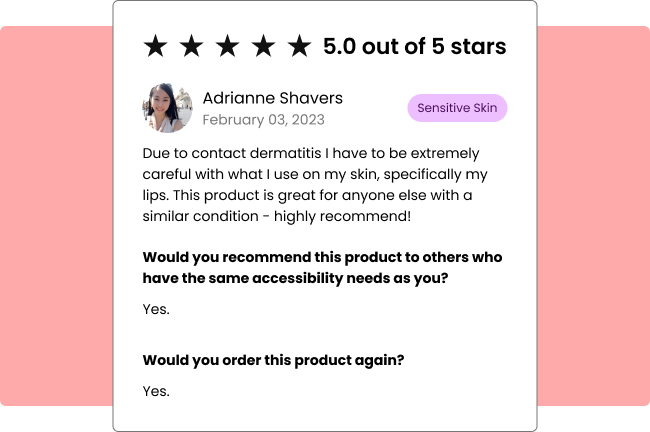 ★ ★ ★ ★ ★ 5.0 out of 5 stars
Adrianne Shavers
February 03, 2023
Sensitive Skin
Due to contact dermatitis I have to be extremely
careful with what I use on my skin, specifically my
lips. This product is great for anyone else with a
similar condition - highly recommend!
Would you recommend this product to others who
have the same accessibility needs as you?
Yes.
Would you order this product again?
Yes.